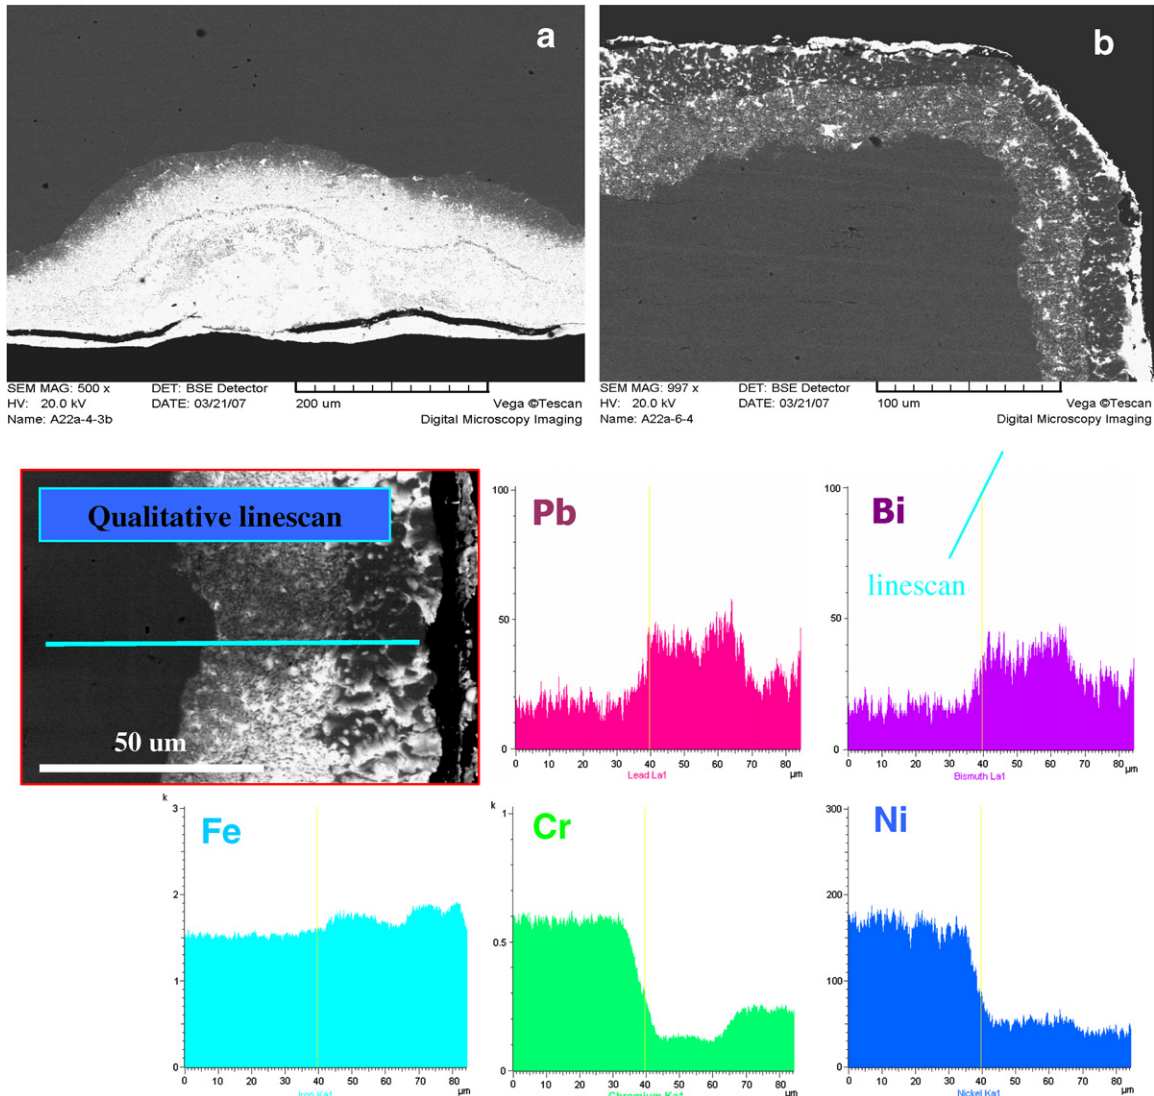 a
SEM MAG: 500 x DET: BSE Detector
HV: 20.0 kV DATE: 03/21/07 200 um Vega ©Tescan
Name: A22a-4-3b Digital Microscopy Imaging
b
SEM MAG: 997 x DET: BSE Detector
HV: 20.0 kV DATE: 03/21/07 100 um Vega ©Tescan
Name: A22a-6-4 Digital Microscopy Imaging
Qualitative linescan
50 um
Pb
100
50
0
0 10 20 30 40 50 60 70 80
µm
Lead La1
Bi
linescan
100
50
0
0 10 20 30 40 50 60 70 80
µm
Bismuth La1
k
Fe
3
2
1
0
0 10 20 30 40 50 60 70 80
µm
Iron Ka1
k
Cr
1
0.5
0
0 10 20 30 40 50 60 70 80
µm
Chromium Ka1
Ni
300
200
100
0
0 10 20 30 40 50 60 70 80
µm
Nickel Ka1